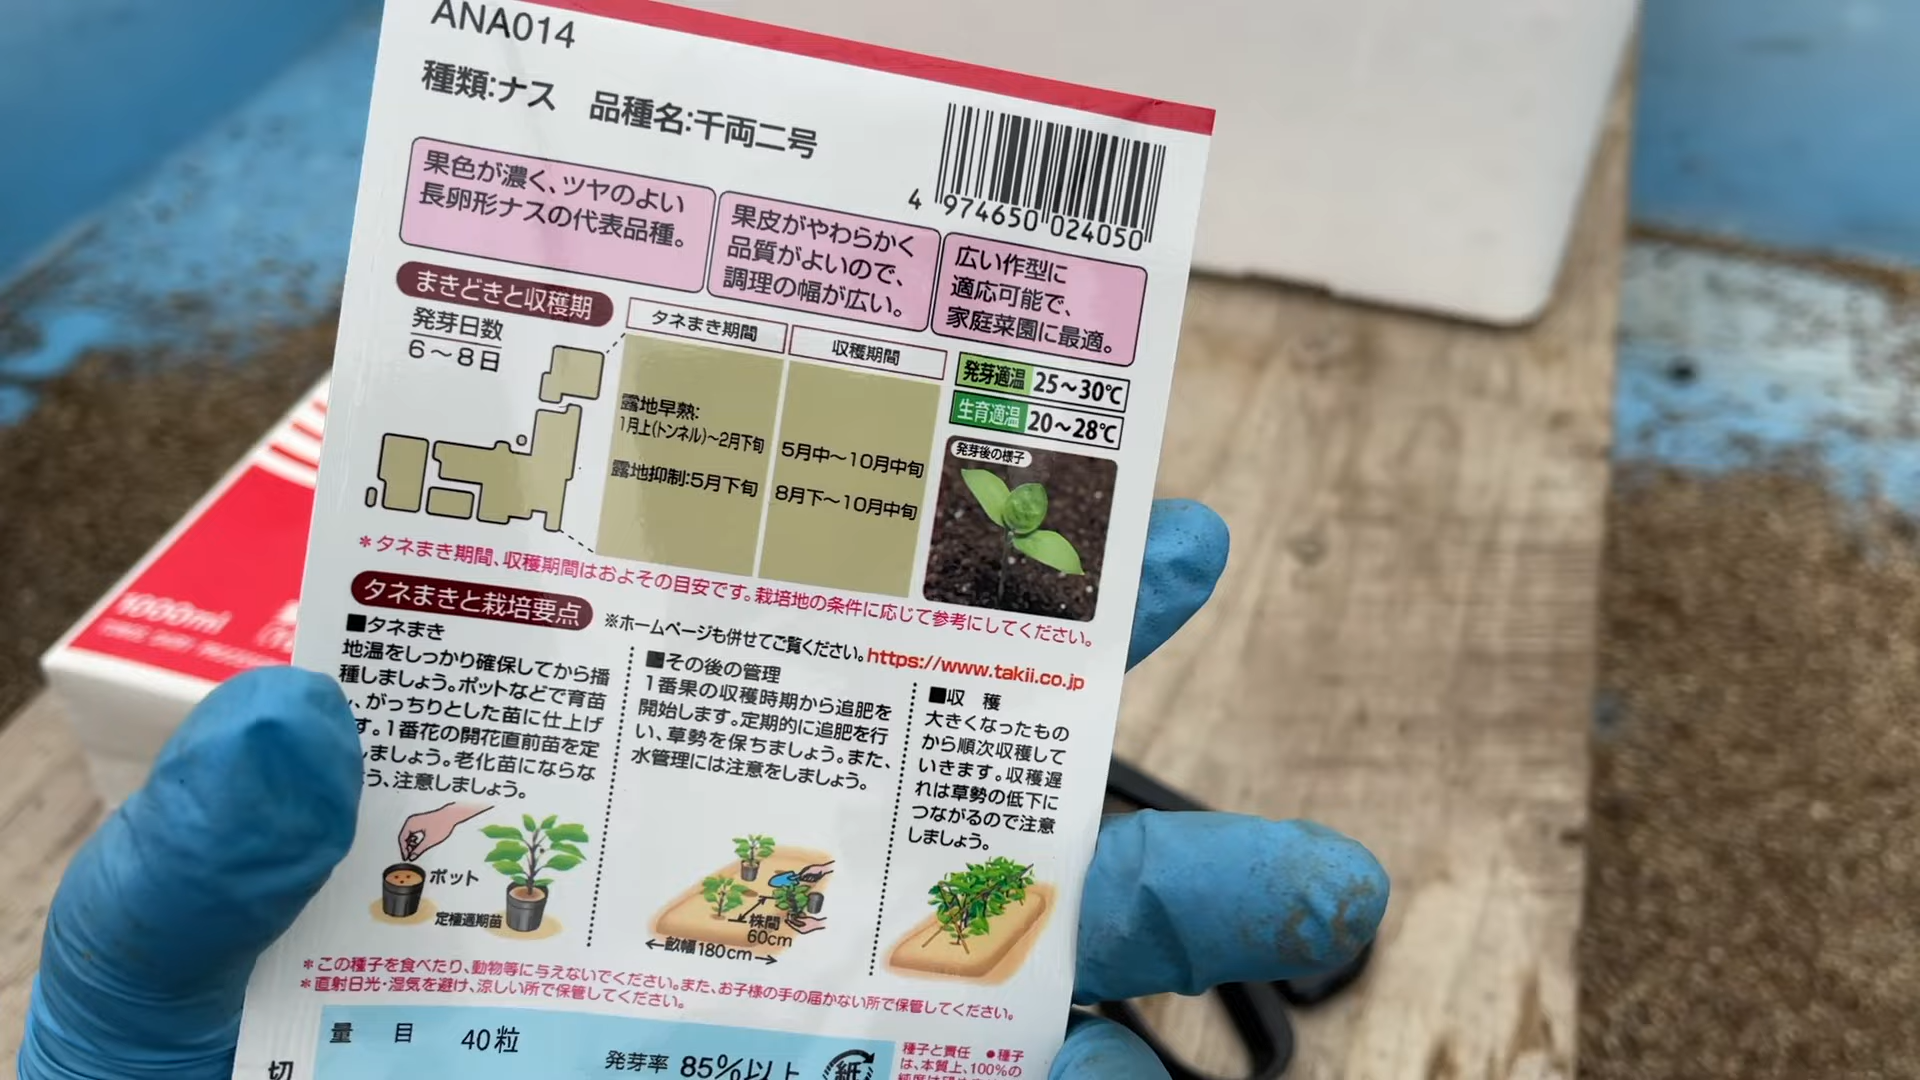 ANA014
種類:ナス 品種名:千両二号
4 974650 024050
果色が濃く、ツヤのよい
長卵形ナスの代表品種。
果皮がやわらかく
品質がよいので、
調理の幅が広い。
広い作型に
適応可能で、
家庭菜園に最適。
まきどきと収穫期
発芽日数
6～8日
タネまき期間
収穫期間
露地早熟:
1月上(トンネル)～2月下旬
5月中～10月中旬
露地抑制:5月下旬
8月下～10月中旬
発芽適温 25～30℃
生育適温 20～28℃
発芽後の様子
＊タネまき期間、収穫期間はおよその目安です。栽培地の条件に応じて参考にしてください。
タネまきと栽培要点
※ホームページも併せてご覧ください。https://www.takii.co.jp
■タネまき
地温をしっかり確保してから播
種しましょう。ポットなどで育苗
、がっちりとした苗に仕上げ
す。1番花の開花直前苗を定
しましょう。老化苗にならな
う、注意しましょう。
ポット
定植適期苗
■その後の管理
1番果の収穫時期から追肥を
開始します。定期的に追肥を行
い、草勢を保ちましょう。また、
水管理には注意をしましょう。
株間
60cm
畝幅180cm
■収 穫
大きくなったもの
から順次収穫して
いきます。収穫遅
れは草勢の低下に
つながるので注意
しましょう。
＊この種子を食べたり、動物等に与えないでください。また、お子様の手の届かない所で保管してください。
＊直射日光・湿気を避け、涼しい所で保管してください。
量 目 40粒
発芽率 85%以上
紙
切
種子と責任 ●種子
は、本質上、100%の
1000ml